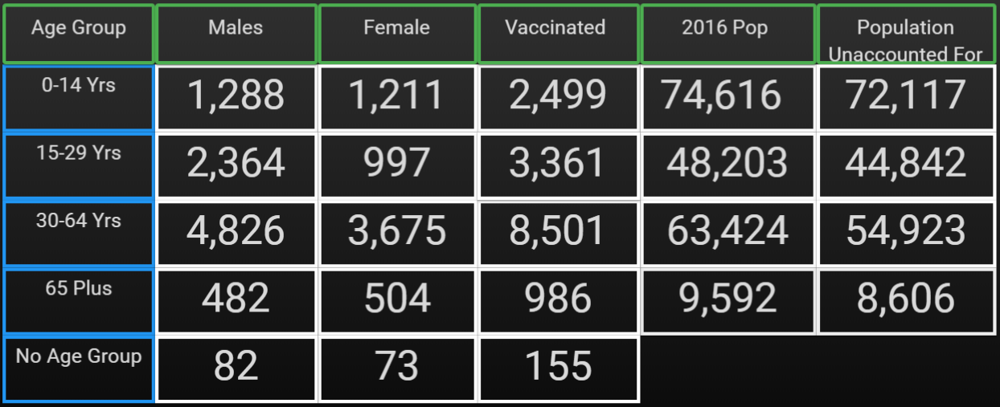 Age Group Males Female Vaccinated 2016 Pop Population
Unaccounted For
0-14 Yrs 1,288 1,211 2,499 74,616 72,117
15-29 Yrs 2,364 997 3,361 48,203 44,842
30-64 Yrs 4,826 3,675 8,501 63,424 54,923
65 Plus 482 504 986 9,592 8,606
No Age Group 82 73 155